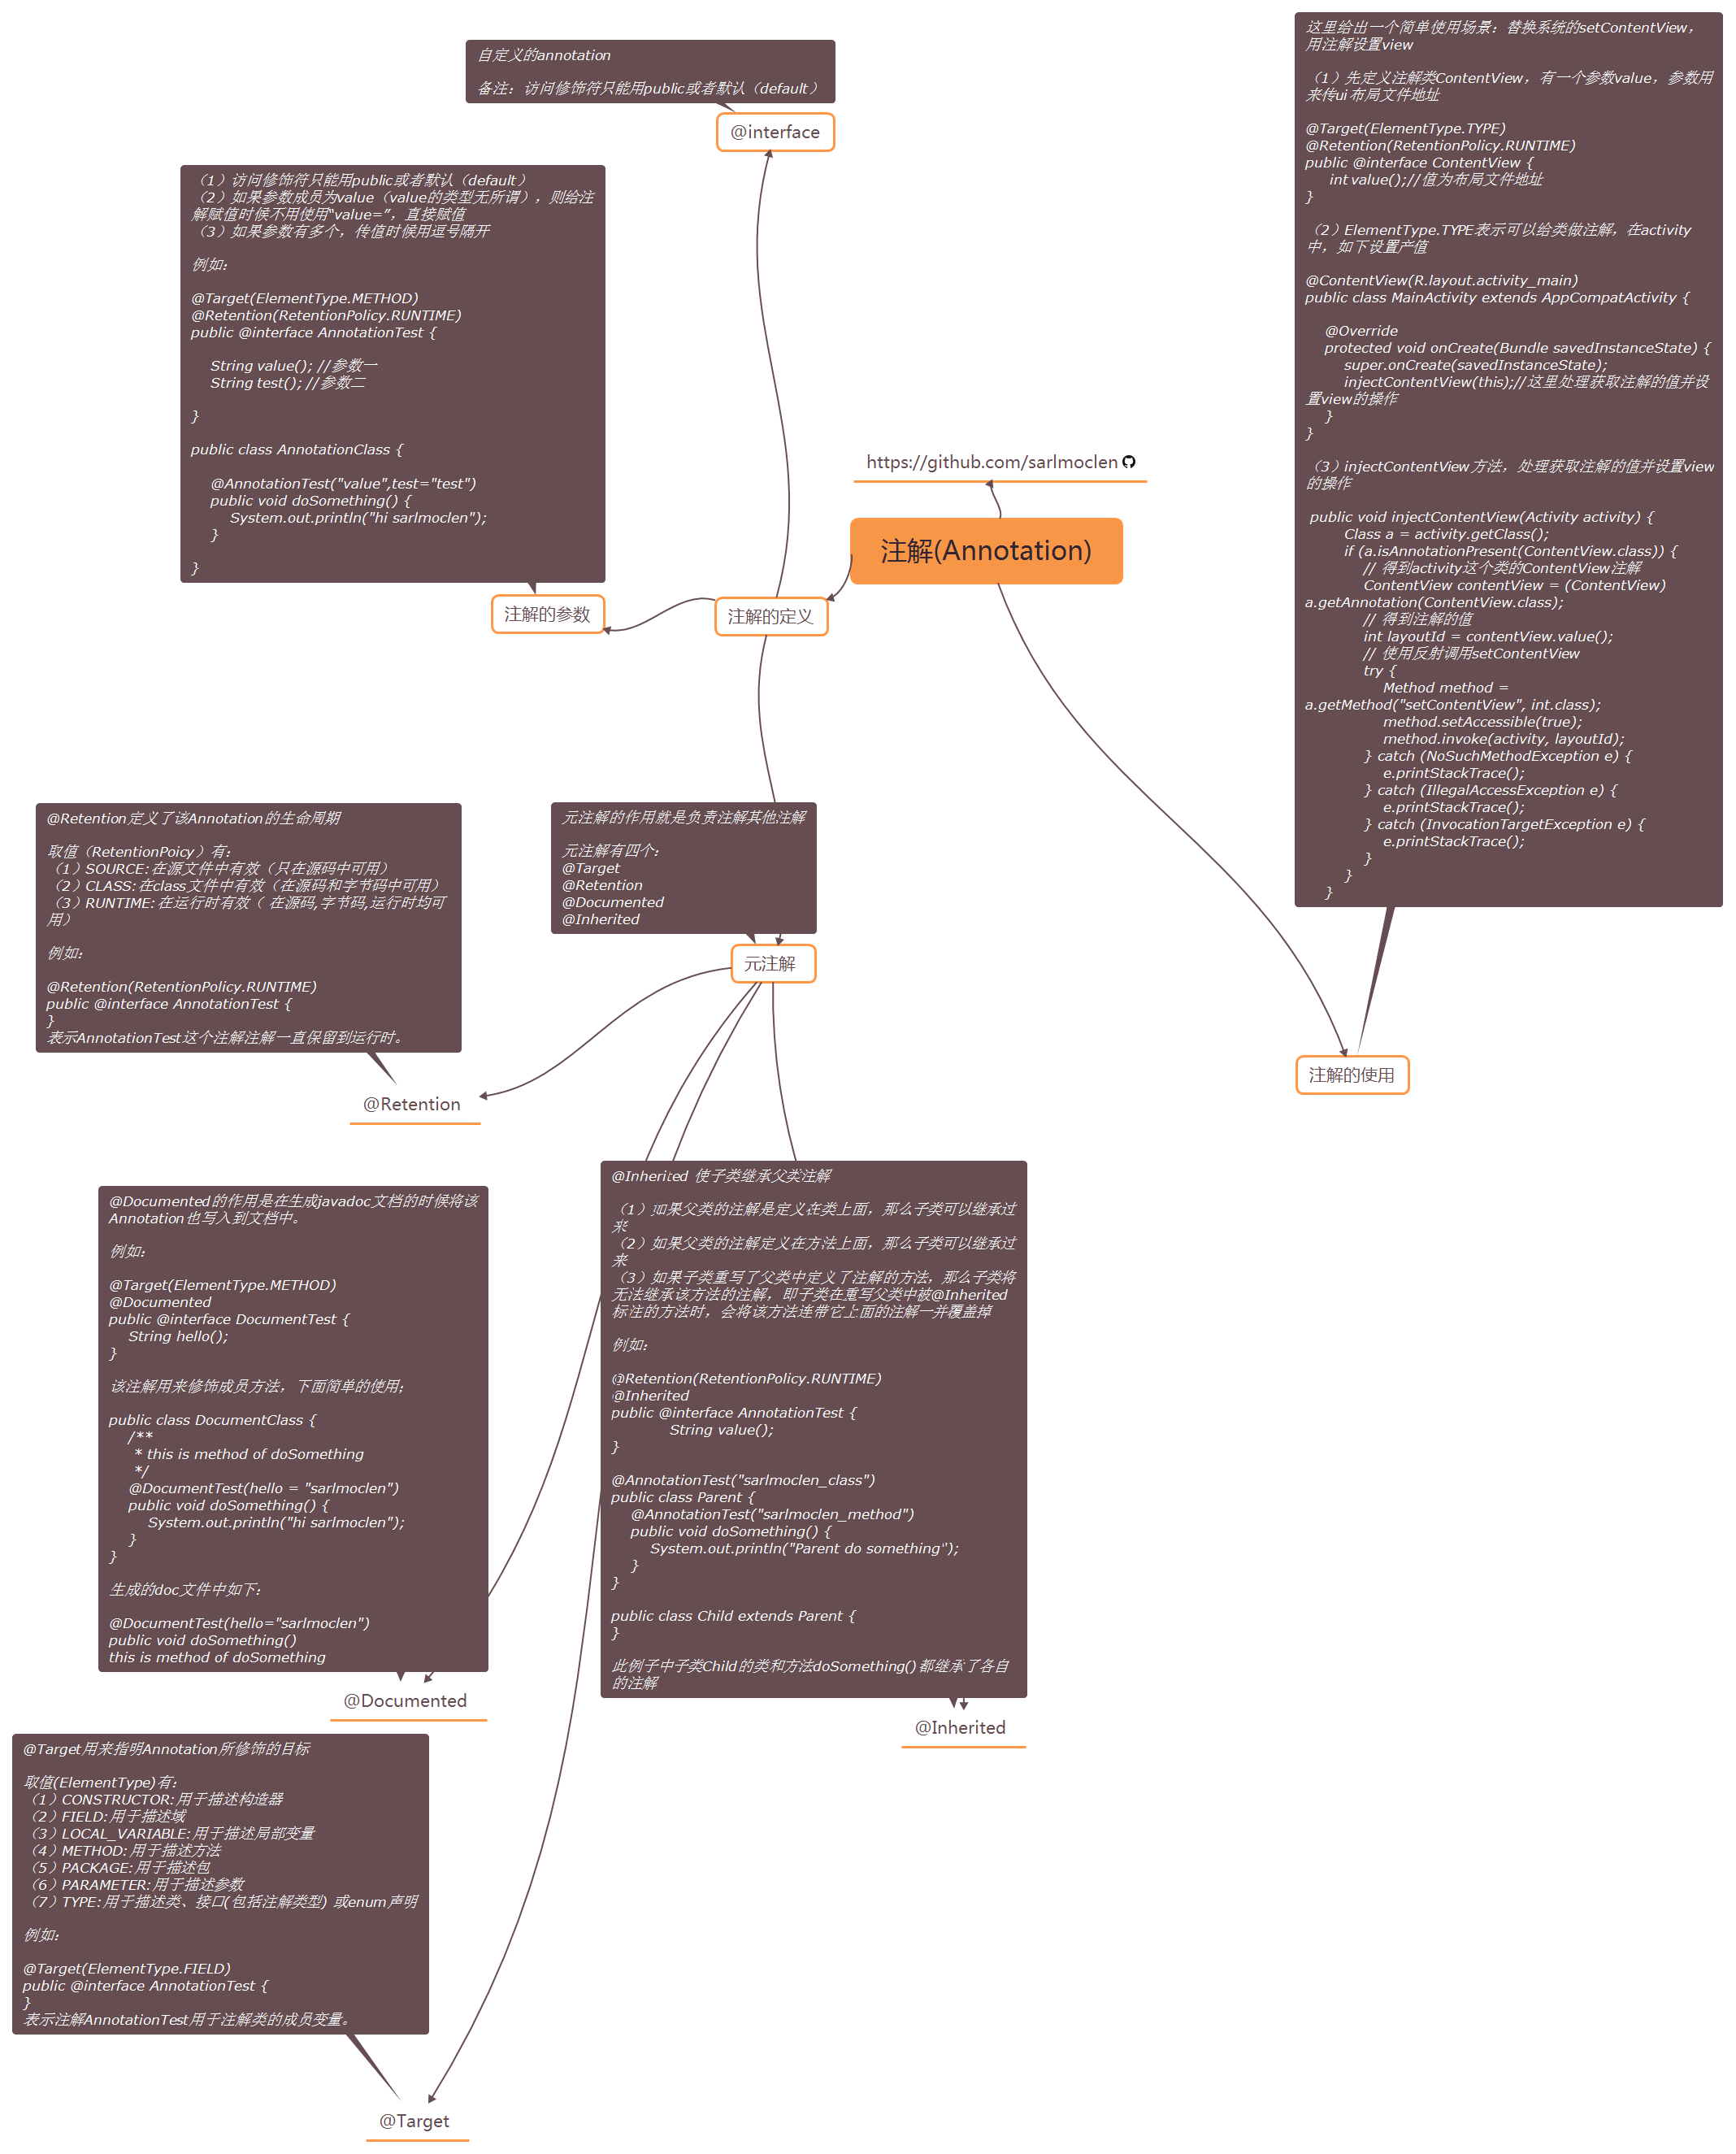 自定义的annotation
备注：访问修饰符只能用public或者默认（default）
@interface
（1）访问修饰符只能用public或者默认（default）
（2）如果参数成员为value（value的类型无所谓），则给注
解赋值时候不用使用“value=”，直接赋值
（3）如果参数有多个，传值时候用逗号隔开
例如：
@Target(ElementType.METHOD)
@Retention(RetentionPolicy.RUNTIME)
public @interface AnnotationTest {
String value(); //参数一
String test(); //参数二
}
public class AnnotationClass {
@AnnotationTest("value",test="test")
public void doSomething() {
System.out.println("hi sarlmoclen");
}
}
注解的参数
https://github.com/sarlmoclen
注解(Annotation)
注解的定义
这里给出一个简单使用场景：替换系统的setContentView，
用注解设置view
（1）先定义注解类ContentView，有一个参数value，参数用
来传ui布局文件地址
@Target(ElementType.TYPE)
@Retention(RetentionPolicy.RUNTIME)
public @interface ContentView {
int value();//值为布局文件地址
}
（2）ElementType.TYPE表示可以给类做注解，在activity
中，如下设置产值
@ContentView(R.layout.activity_main)
public class MainActivity extends AppCompatActivity {
@Override
protected void onCreate(Bundle savedInstanceState) {
super.onCreate(savedInstanceState);
injectContentView(this);//这里处理获取注解的值并设
置view的操作
}
}
（3）injectContentView方法，处理获取注解的值并设置view
的操作
public void injectContentView(Activity activity) {
Class a = activity.getClass();
if (a.isAnnotationPresent(ContentView.class)) {
// 得到activity这个类的ContentView注解
ContentView contentView = (ContentView)
a.getAnnotation(ContentView.class);
// 得到注解的值
int layoutId = contentView.value();
// 使用反射调用setContentView
try {
Method method =
a.getMethod("setContentView", int.class);
method.setAccessible(true);
method.invoke(activity, layoutId);
} catch (NoSuchMethodException e) {
e.printStackTrace();
} catch (IllegalAccessException e) {
e.printStackTrace();
} catch (InvocationTargetException e) {
e.printStackTrace();
}
}
}
注解的使用
元注解的作用就是负责注解其他注解
元注解有四个：
@Target
@Retention
@Documented
@Inherited
元注解
@Retention定义了该Annotation的生命周期
取值（RetentionPoicy）有：
（1）SOURCE:在源文件中有效（只在源码中可用）
（2）CLASS:在class文件中有效（在源码和字节码中可用）
（3）RUNTIME:在运行时有效（ 在源码,字节码,运行时均可
用）
例如：
@Retention(RetentionPolicy.RUNTIME)
public @interface AnnotationTest {
}
表示AnnotationTest这个注解注解一直保留到运行时。
@Retention
@Documented的作用是在生成javadoc文档的时候将该
Annotation也写入到文档中。
例如：
@Target(ElementType.METHOD)
@Documented
public @interface DocumentTest {
String hello();
}
该注解用来修饰成员方法，下面简单的使用；
public class DocumentClass {
/**
* this is method of doSomething
*/
@DocumentTest(hello = "sarlmoclen")
public void doSomething() {
System.out.println("hi sarlmoclen");
}
}
生成的doc文件中如下：
@DocumentTest(hello="sarlmoclen")
public void doSomething()
this is method of doSomething
@Documented
@Inherited 使子类继承父类注解
（1）如果父类的注解是定义在类上面，那么子类可以继承过
来
（2）如果父类的注解定义在方法上面，那么子类可以继承过
来
（3）如果子类重写了父类中定义了注解的方法，那么子类将
无法继承该方法的注解，即子类在重写父类中被@Inherited
标注的方法时，会将该方法连带它上面的注解一并覆盖掉
例如：
@Retention(RetentionPolicy.RUNTIME)
@Inherited
public @interface AnnotationTest {
String value();
}
@AnnotationTest("sarlmoclen_class")
public class Parent {
@AnnotationTest("sarlmoclen_method")
public void doSomething() {
System.out.println("Parent do something");
}
}
public class Child extends Parent {
}
此例子中子类Child的类和方法doSomething()都继承了各自
的注解
@Inherited
@Target用来指明Annotation所修饰的目标
取值(ElementType)有：
（1）CONSTRUCTOR:用于描述构造器
（2）FIELD:用于描述域
（3）LOCAL_VARIABLE:用于描述局部变量
（4）METHOD:用于描述方法
（5）PACKAGE:用于描述包
（6）PARAMETER:用于描述参数
（7）TYPE:用于描述类、接口(包括注解类型) 或enum声明
例如：
@Target(ElementType.FIELD)
public @interface AnnotationTest {
}
表示注解AnnotationTest用于注解类的成员变量。
@Target